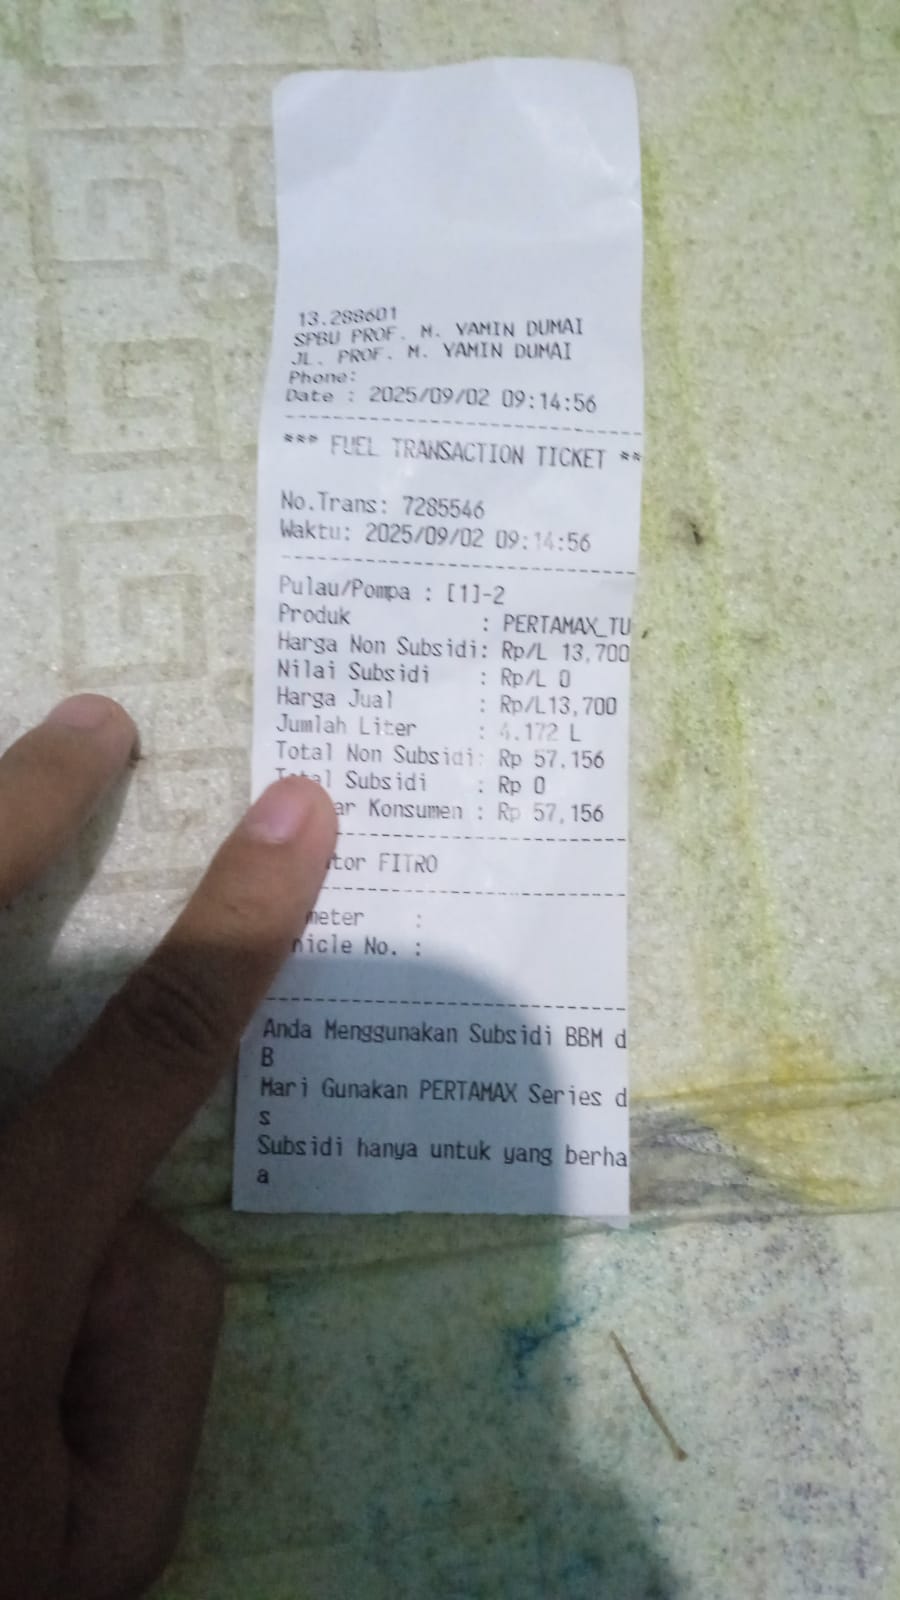 13.288601
SPBU PROF. M. YAMIN DUMAI
JL. PROF. M. YAMIN DUMAI
Phone:
Date : 2025/09/02 09:14:56
*** FUEL TRANSACTION TICKET **
No.Trans: 7285546
Waktu: 2025/09/02 09:14:56
Pulau/Pompa : [1]-2
Produk : PERTAMAX_TU
Harga Non Subsidi: Rp/L 13,700
Nilai Subsidi : Rp/L 0
Harga Jual : Rp/L13,700
Jumlah Liter : 4.172 L
Total Non Subsidi: Rp 57,156
Total Subsidi : Rp 0
ar Konsumen : Rp 57,156
tor FITRO
meter :
hicle No. :
Anda Menggunakan Subsidi BBM d
B
Mari Gunakan PERTAMAX Series d
s
Subsidi hanya untuk yang berha
a